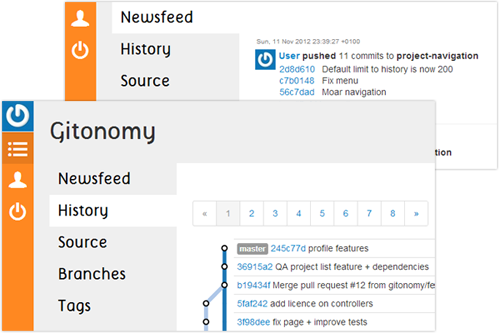 Newsfeed
History
Source
Sun, 11 Nov 2012 23:39:27 +0100
User pushed 11 commits to project-navigation
2d8d610 Default limit to history is now 200
c7b0148 Fix menu
56c7dad Moar navigation
Gitonomy
Newsfeed
History
Source
Branches
Tags
« 1 2 3 4 5 6 7 8 »
master 245c77d profile features
36915a2 QA project list feature + dependencies
b19434f Merge pull request #12 from gitonomy/fe
5faf242 add licence on controllers
3f98dee fix page + improve tests